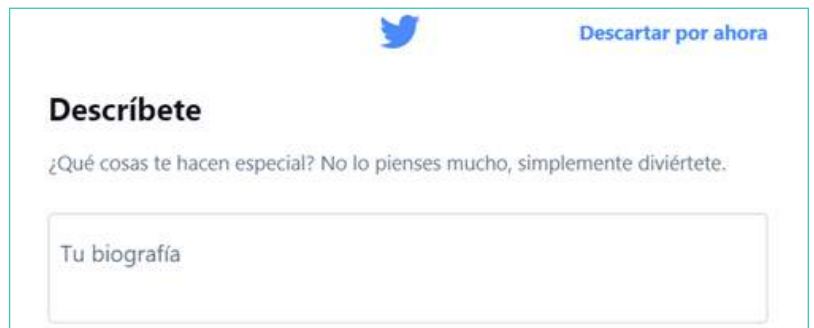 Descartar por ahora
Descríbete
¿Qué cosas te hacen especial? No lo pienses mucho, simplemente diviértete.
Tu biografía